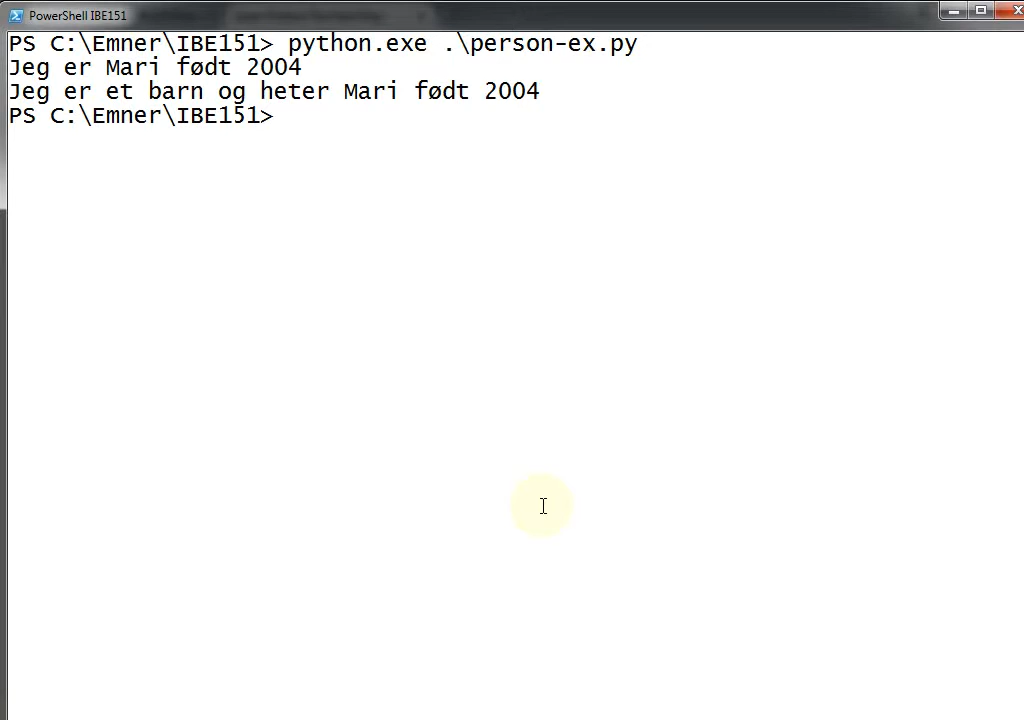 PowerShell IBE151
PS C:\Emner\IBE151> python.exe .\person-ex.py
Jeg er Mari født 2004
Jeg er et barn og heter Mari født 2004
PS C:\Emner\IBE151>